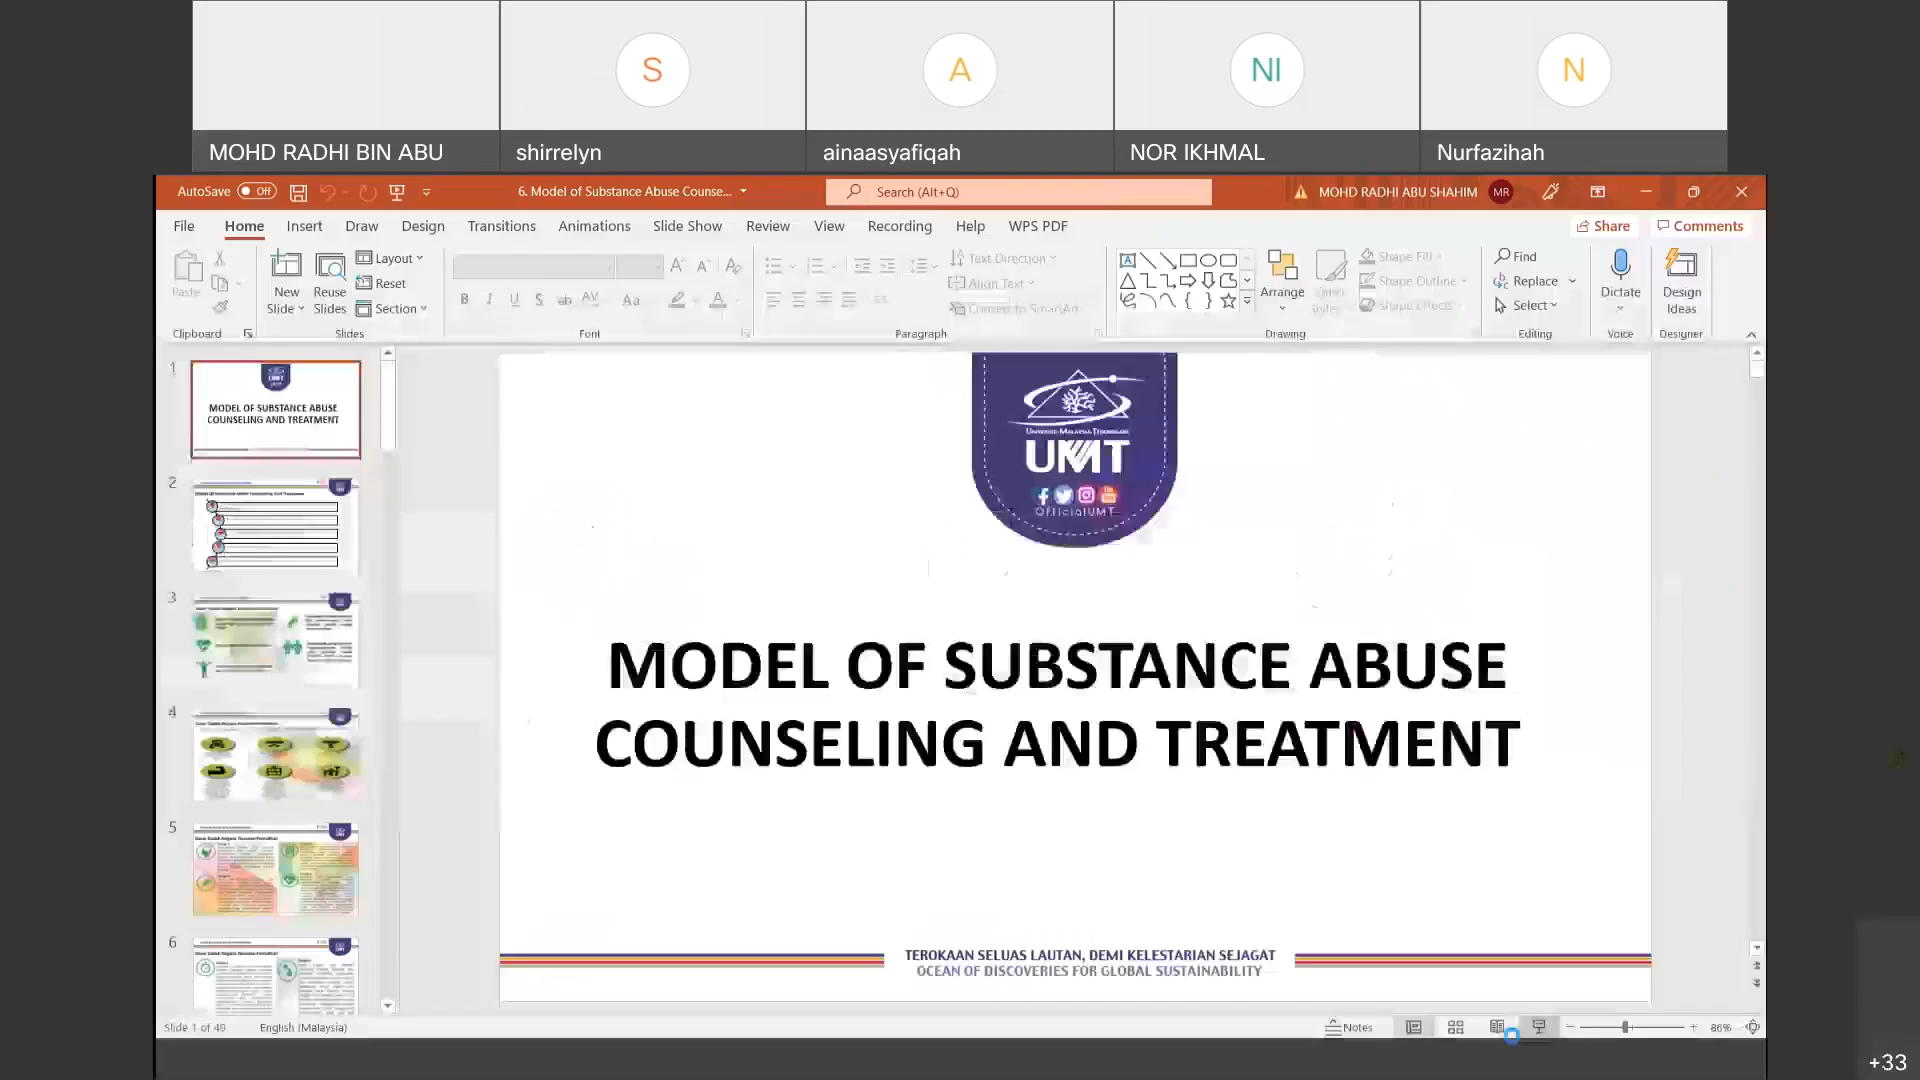 S
A
NI
N
MOHD RADHI BIN ABU
shirrelyn
ainaasyafiqah
NOR IKHMAL
Nurfazihah
AutoSave Off
6. Model of Substance Abuse Counse...
Search (Alt+Q)
MOHD RADHI ABU SHAHIM
MR
File Home Insert Draw Design Transitions Animations Slide Show Review View Recording Help WPS PDF
Share
Comments
Paste
Clipboard
New Slide
Reuse Slides
Layout
Reset
Section
Slides
Font
Text Direction
Align Text
Convert to SmartArt
Paragraph
Arrange
Shape Fill
Shape Outline
Shape Effects
Drawing
Find
Replace
Select
Editing
Dictate
Voice
Design Ideas
Designer
1
MODEL OF SUBSTANCE ABUSE
COUNSELING AND TREATMENT
2
3
4
5
6
UMT
OfficialUMT
MODEL OF SUBSTANCE ABUSE
COUNSELING AND TREATMENT
TEROKAAN SELUAS LAUTAN, DEMI KELESTARIAN SEJAGAT
OCEAN OF DISCOVERIES FOR GLOBAL SUSTAINABILITY
Slide 1 of 40
English (Malaysia)
Notes
86%
+33